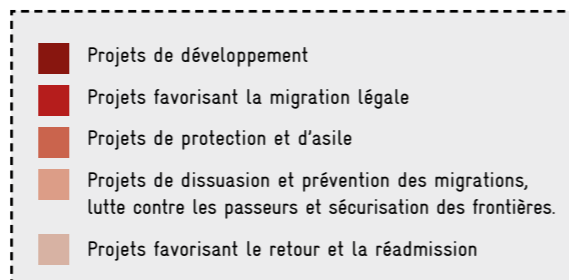 Projets de développement
Projets favorisant la migration légale
Projets de protection et d'asile
Projets de dissuasion et prévention des migrations,
lutte contre les passeurs et sécurisation des frontières.
Projets favorisant le retour et la réadmission